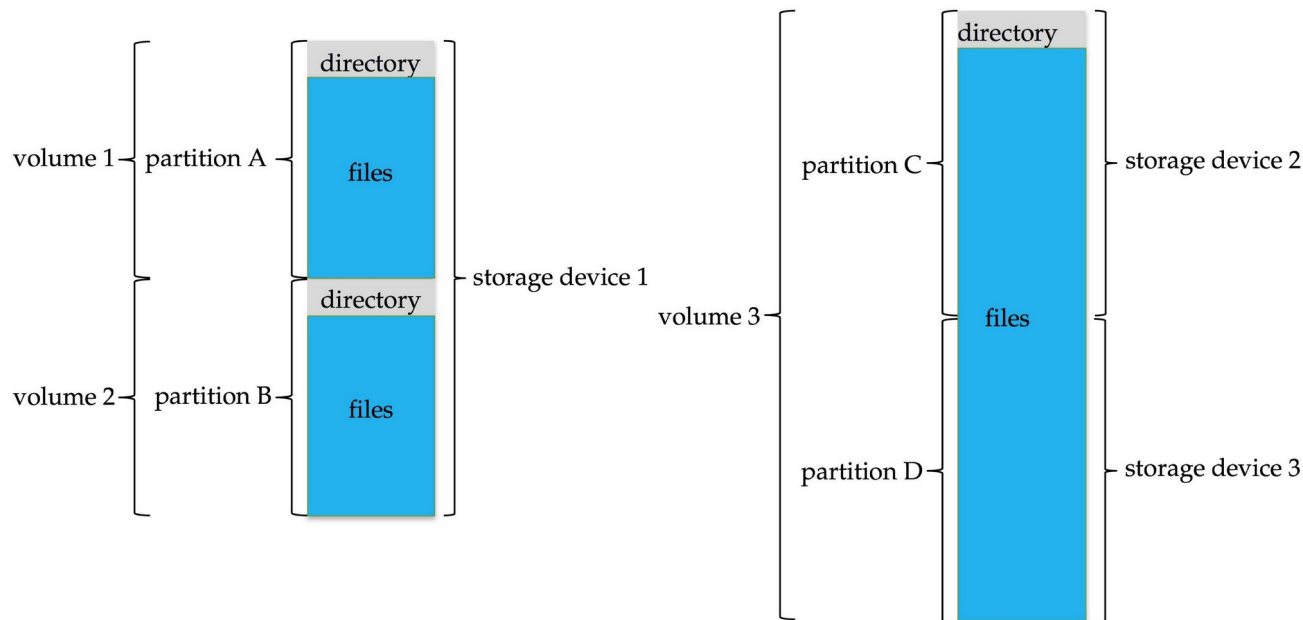 directory
volume 1
partition A
files
storage device 1
directory
volume 2
partition B
files
directory
partition C
storage device 2
volume 3
files
partition D
storage device 3